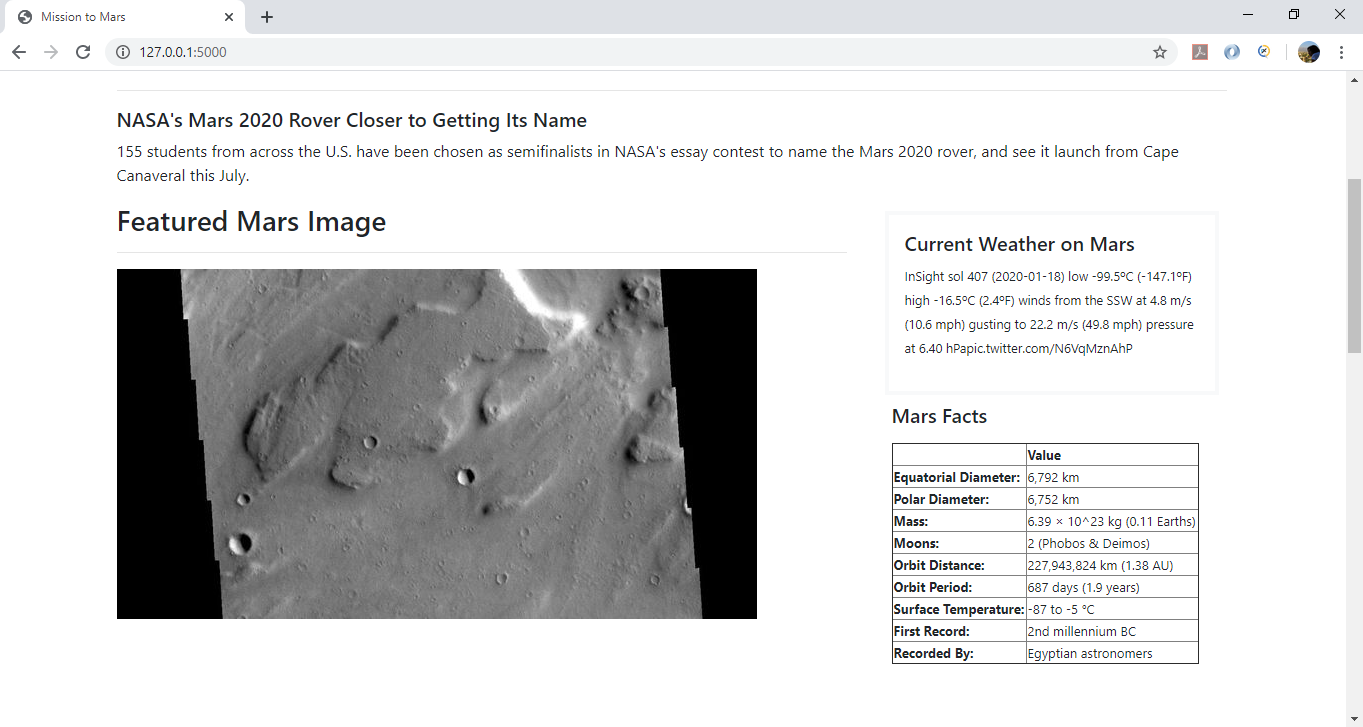 Mission to Mars
127.0.0.1:5000
NASA's Mars 2020 Rover Closer to Getting Its Name
155 students from across the U.S. have been chosen as semifinalists in NASA's essay contest to name the Mars 2020 rover, and see it launch from Cape
Canaveral this July.
Featured Mars Image
Current Weather on Mars
InSight sol 407 (2020-01-18) low -99.5ºC (-147.1ºF)
high -16.5ºC (2.4ºF) winds from the SSW at 4.8 m/s
(10.6 mph) gusting to 22.2 m/s (49.8 mph) pressure
at 6.40 hPapic.twitter.com/N6VqMznAhP
Mars Facts
Value
Equatorial Diameter: 6,792 km
Polar Diameter: 6,752 km
Mass: 6.39 × 10^23 kg (0.11 Earths)
Moons: 2 (Phobos & Deimos)
Orbit Distance: 227,943,824 km (1.38 AU)
Orbit Period: 687 days (1.9 years)
Surface Temperature: -87 to -5 °C
First Record: 2nd millennium BC
Recorded By: Egyptian astronomers